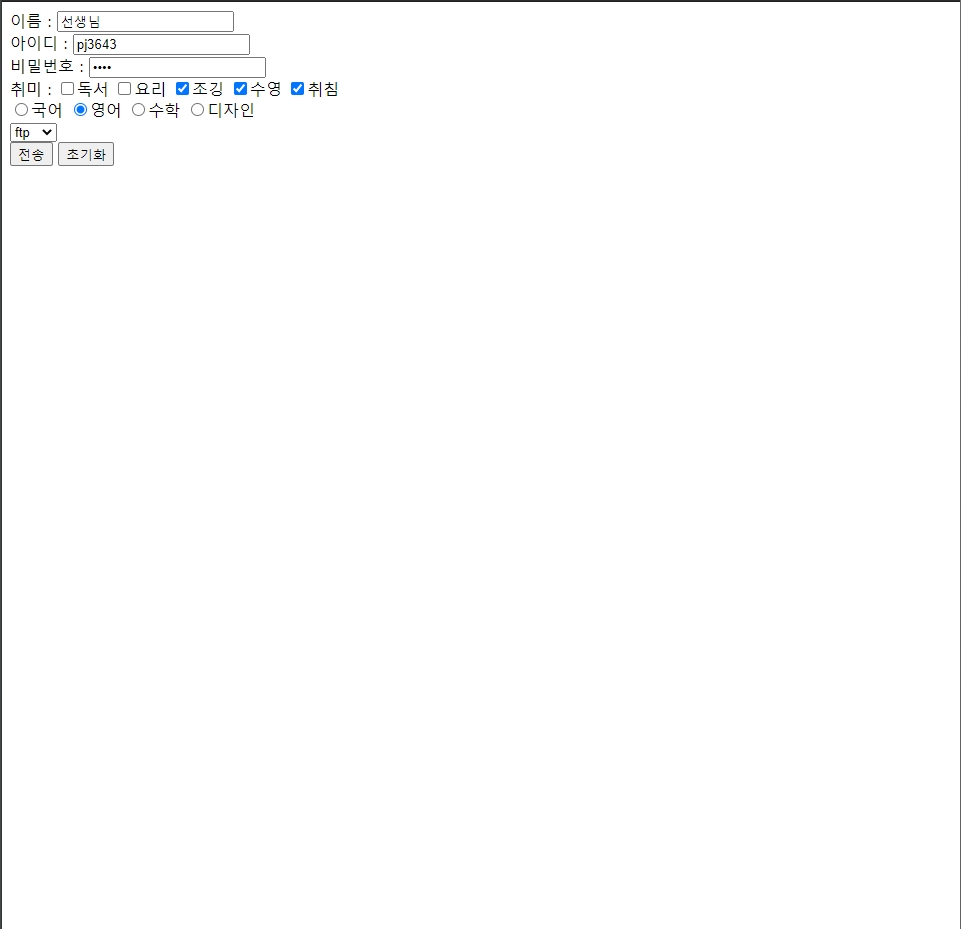 이름 : 선생님
아이디 : pj3643
비밀번호 : ••••
취미 : 독서 요리 조깅 수영 취침
국어 영어 수학 디자인
ftp
전송 초기화